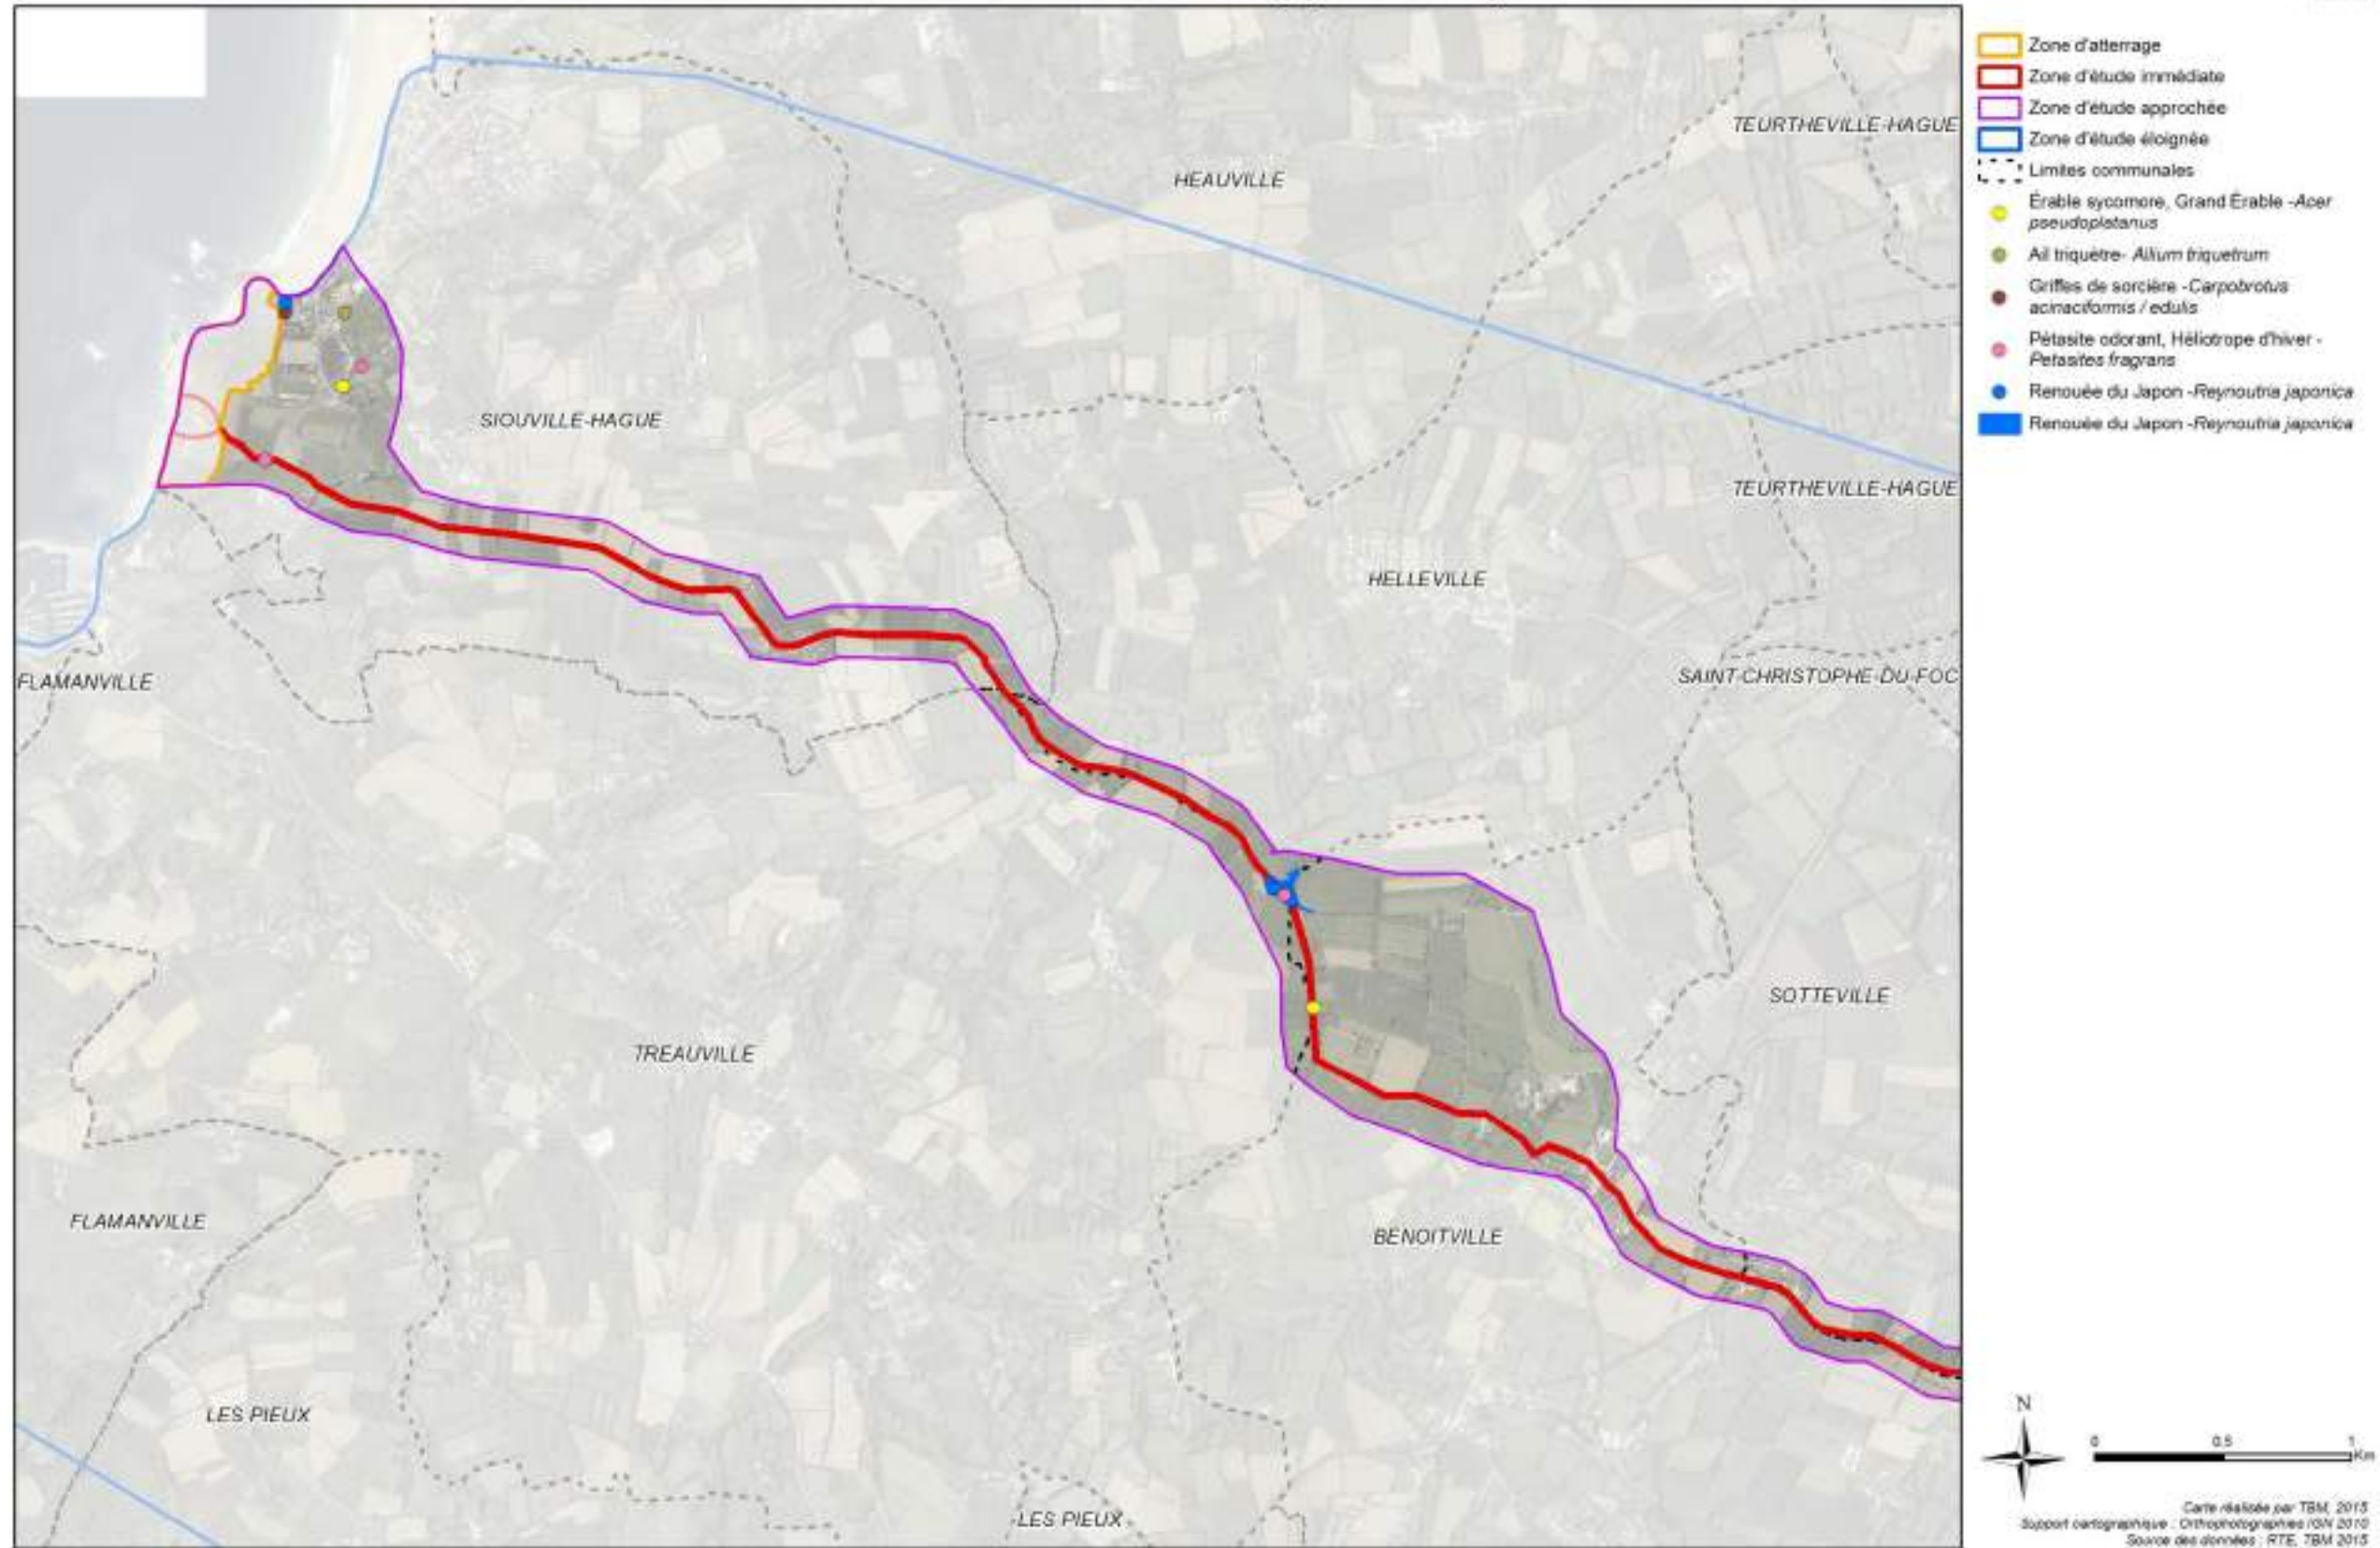 TEURTHEVILLE-HAGUE
HEAUVILLE
SIOUVILLE-HAGUE
TEURTHEVILLE-HAGUE
HELLEVILLE
FLAMANVILLE
SAINT-CHRISTOPHE-DU-FOC
SOTTEVILLE
TREAUVILLE
FLAMANVILLE
BENOITVILLE
LES PIEUX
LES PIEUX
Zone d'atterrage
Zone d'étude immédiate
Zone d'étude approchée
Zone d'étude éloignée
Limites communales
Érable sycomore, Grand Érable -Acer
pseudoplatanus
Ail triquètre- Allium triquetrum
Griffes de sorcière -Carpobrotus
acinaciformis / edulis
Pétasite odorant, Héliotrope d'hiver -
Petasites fragrans
Renouée du Japon -Reynoutria japonica
Renouée du Japon -Reynoutria japonica
N
0 0.5 1
Km
Carte réalisée par TBM, 2015
Support cartographique : Orthophotographies IGN 2010
Source des données : RTE, TBM 2015